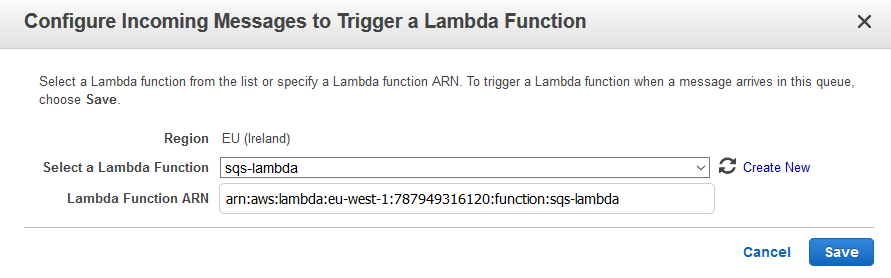 Configure Incoming Messages to Trigger a Lambda Function
Select a Lambda function from the list or specify a Lambda function ARN. To trigger a Lambda function when a message arrives in this queue,
choose Save.
Region EU (Ireland)
Select a Lambda Function sqs-lambda Create New
Lambda Function ARN arn:aws:lambda:eu-west-1:787949316120:function:sqs-lambda
Cancel Save